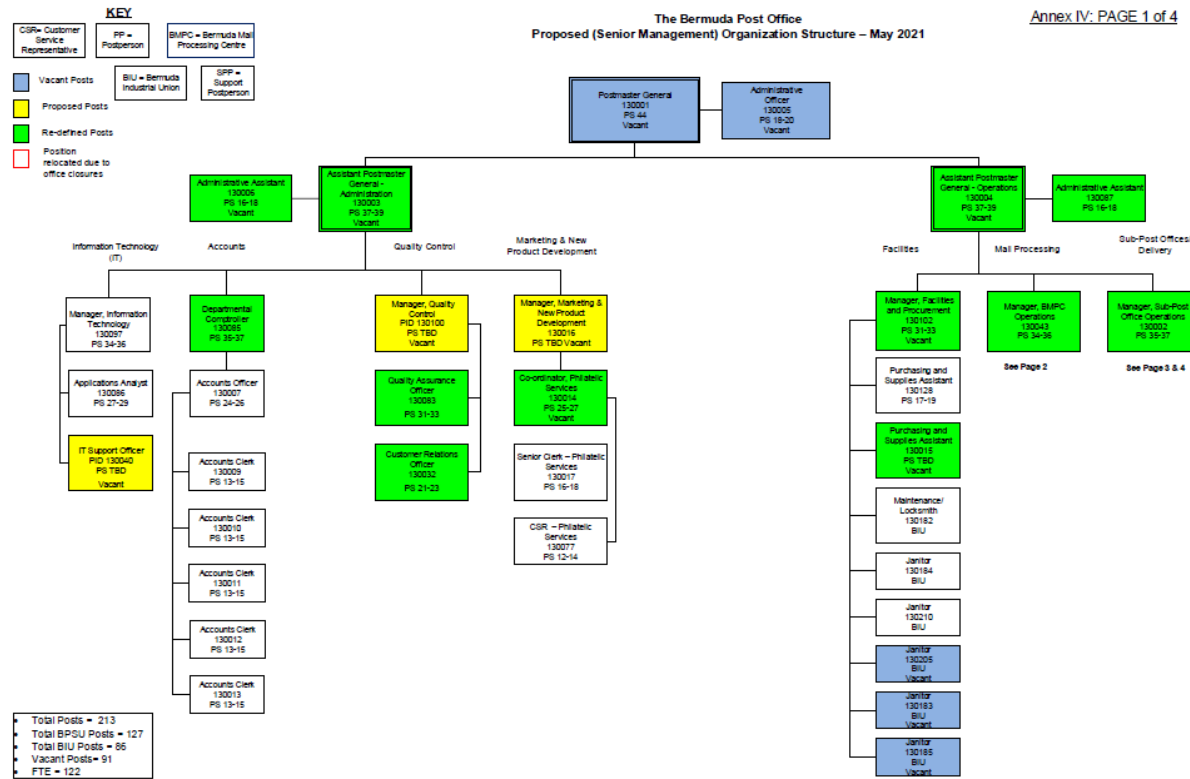 KEY
CSR= Customer
Service
Representative
PP =
Postperson
BMPC = Bermuda Mail
Processing Centre
Vacant Posts
BIU = Bermuda
Industrial Union
SPP =
Support
Postperson
Proposed Posts
Re-defined Posts
Position
relocated due to
office closures
The Bermuda Post Office
Proposed (Senior Management) Organization Structure – May 2021
Annex IV: PAGE 1 of 4
Postmaster General
130001
PS 44
Vacant
Administrative
Officer
130005
PS 18-20
Vacant
Administrative Assistant
130006
PS 16-18
Vacant
Assistant Postmaster
General -
Administration
130003
PS 37-39
Vacant
Assistant Postmaster
General - Operations
130004
PS 37-39
Vacant
Administrative Assistant
130087
PS 16-18
Information Technology
(IT)
Accounts
Quality Control
Marketing & New
Product Development
Facilities
Mail Processing
Sub-Post Offices/
Delivery
Manager, Information
Technology
130097
PS 34-36
Applications Analyst
130086
PS 27-29
IT Support Officer
PID 130040
PS TBD
Vacant
Departmental
Comptroller
130085
PS 35-37
Accounts Officer
130007
PS 24-26
Accounts Clerk
130009
PS 13-15
Accounts Clerk
130010
PS 13-15
Accounts Clerk
130011
PS 13-15
Accounts Clerk
130012
PS 13-15
Accounts Clerk
130013
PS 13-15
Manager, Quality
Control
PID 130100
PS TBD
Vacant
Quality Assurance
Officer
130083
PS 31-33
Customer Relations
Officer
130032
PS 21-23
Manager, Marketing &
New Product
Development
130016
PS TBD Vacant
Co-ordinator, Philatelic
Services
130014
PS 25-27
Vacant
Senior Clerk – Philatelic
Services
130017
PS 16-18
CSR – Philatelic
Services
130077
PS 12-14
Manager, Facilities
and Procurement
130102
PS 31-33
Vacant
Purchasing and
Supplies Assistant
130128
PS 17-19
Purchasing and
Supplies Assistant
130015
PS TBD
Vacant
Maintenance/
Locksmith
130182
BIU
Janitor
130184
BIU
Janitor
130210
BIU
Janitor
130205
BIU
Vacant
Janitor
130183
BIU
Vacant
Janitor
130185
BIU
Vacant
Manager, BMPC
Operations
130043
PS 34-36
See Page 2
Manager, Sub-Post
Office Operations
130002
PS 35-37
See Page 3 & 4
• Total Posts = 213
• Total BPSU Posts = 127
• Total BIU Posts = 86
• Vacant Posts= 91
• FTE = 122